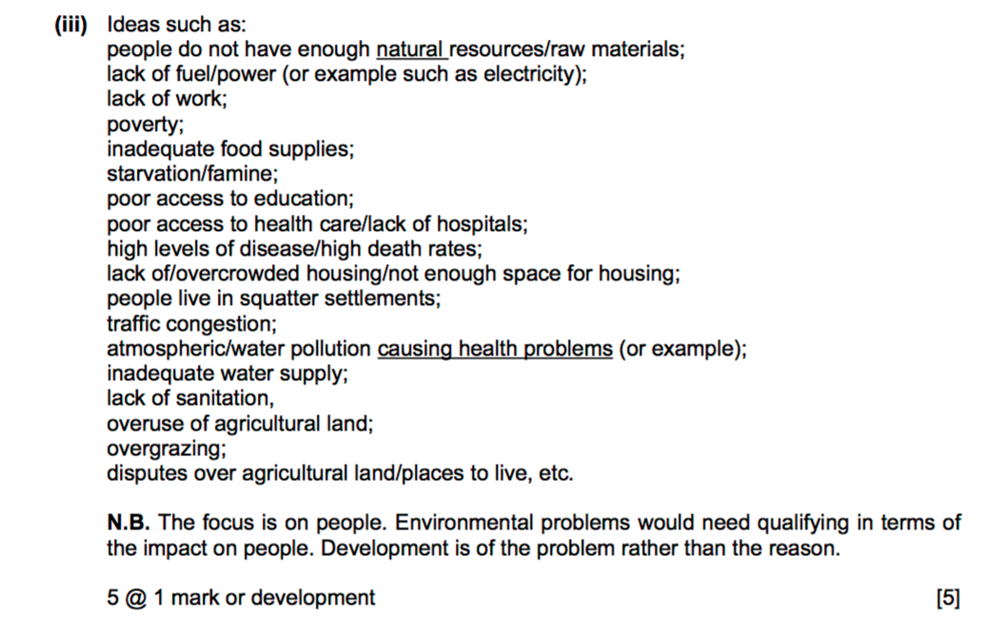 (iii) Ideas such as:
people do not have enough natural resources/raw materials;
lack of fuel/power (or example such as electricity);
lack of work;
poverty;
inadequate food supplies;
starvation/famine;
poor access to education;
poor access to health care/lack of hospitals;
high levels of disease/high death rates;
lack of/overcrowded housing/not enough space for housing;
people live in squatter settlements;
traffic congestion;
atmospheric/water pollution causing health problems (or example);
inadequate water supply;
lack of sanitation,
overuse of agricultural land;
overgrazing;
disputes over agricultural land/places to live, etc.
N.B. The focus is on people. Environmental problems would need qualifying in terms of
the impact on people. Development is of the problem rather than the reason.
5 @ 1 mark or development [5]